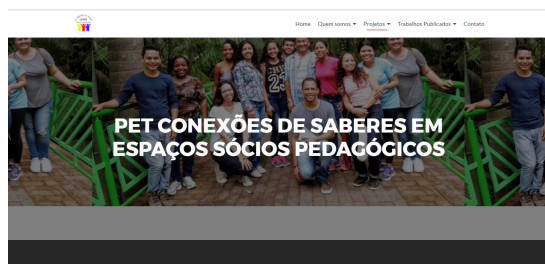 Home Quem somos Projetos Trabalhos Publicados Contato
PET CONEXÕES DE SABERES EM
ESPAÇOS SÓCIOS PEDAGÓGICOS